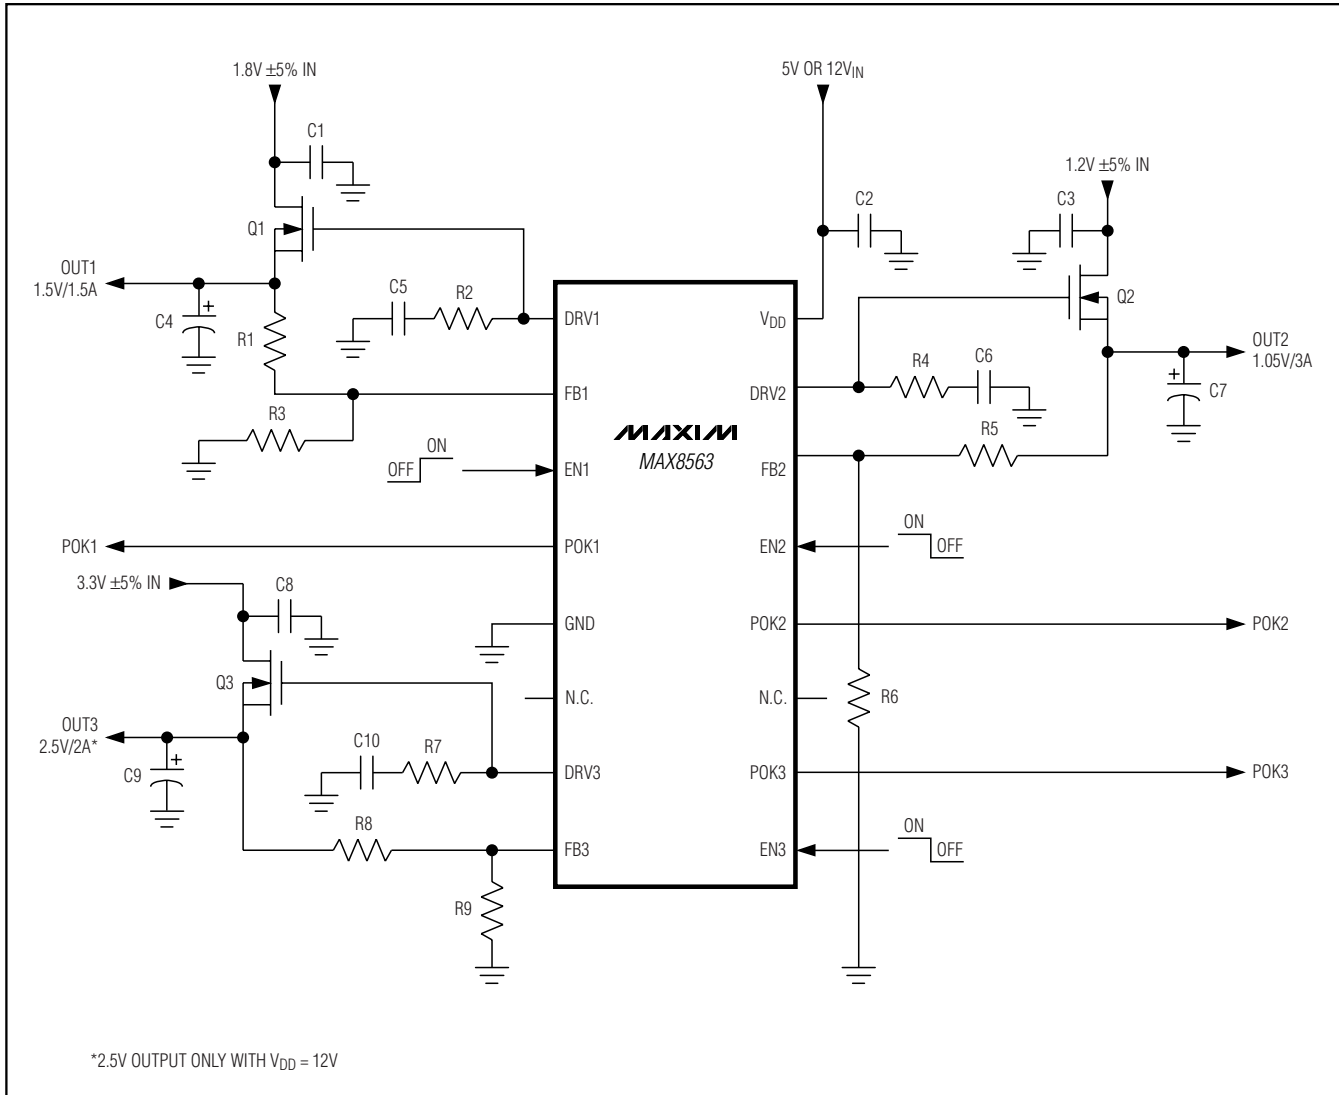 1.8V ±5% IN
5V OR 12VIN
C1
1.2V ±5% IN
C2
C3
Q1
OUT1
1.5V/1.5A
C5
R2
Q2
C4
R1
DRV1
VDD
OUT2
1.05V/3A
R4
C6
FB1
DRV2
C7
R3
MAXIM
MAX8563
R5
ON
OFF
EN1
FB2
POK1
POK1
EN2
ON
OFF
3.3V ±5% IN
C8
GND
POK2
POK2
Q3
N.C.
N.C.
R6
OUT3
2.5V/2A*
C10
R7
C9
DRV3
POK3
POK3
R8
FB3
EN3
ON
OFF
R9
*2.5V OUTPUT ONLY WITH VDD = 12V